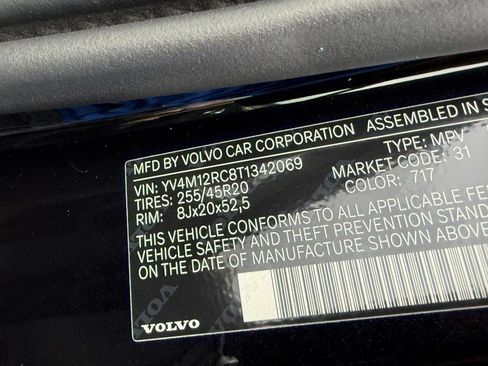 MFD BY VOLVO CAR CORPORATION ASSEMBLED IN
VIN: YV4M12RC8T1342069 TYPE: MPV
TIRES: 255/45R20 MARKET CODE: 31
RIM: 8Jx20x52,5 COLOR: 717
THIS VEHICLE CONFORMS TO ALL APPLICABLE
VEHICLE SAFETY AND THEFT PREVENTION
ON THE DATE OF MANUFACTURE SHOWN ABOVE
VOLVO